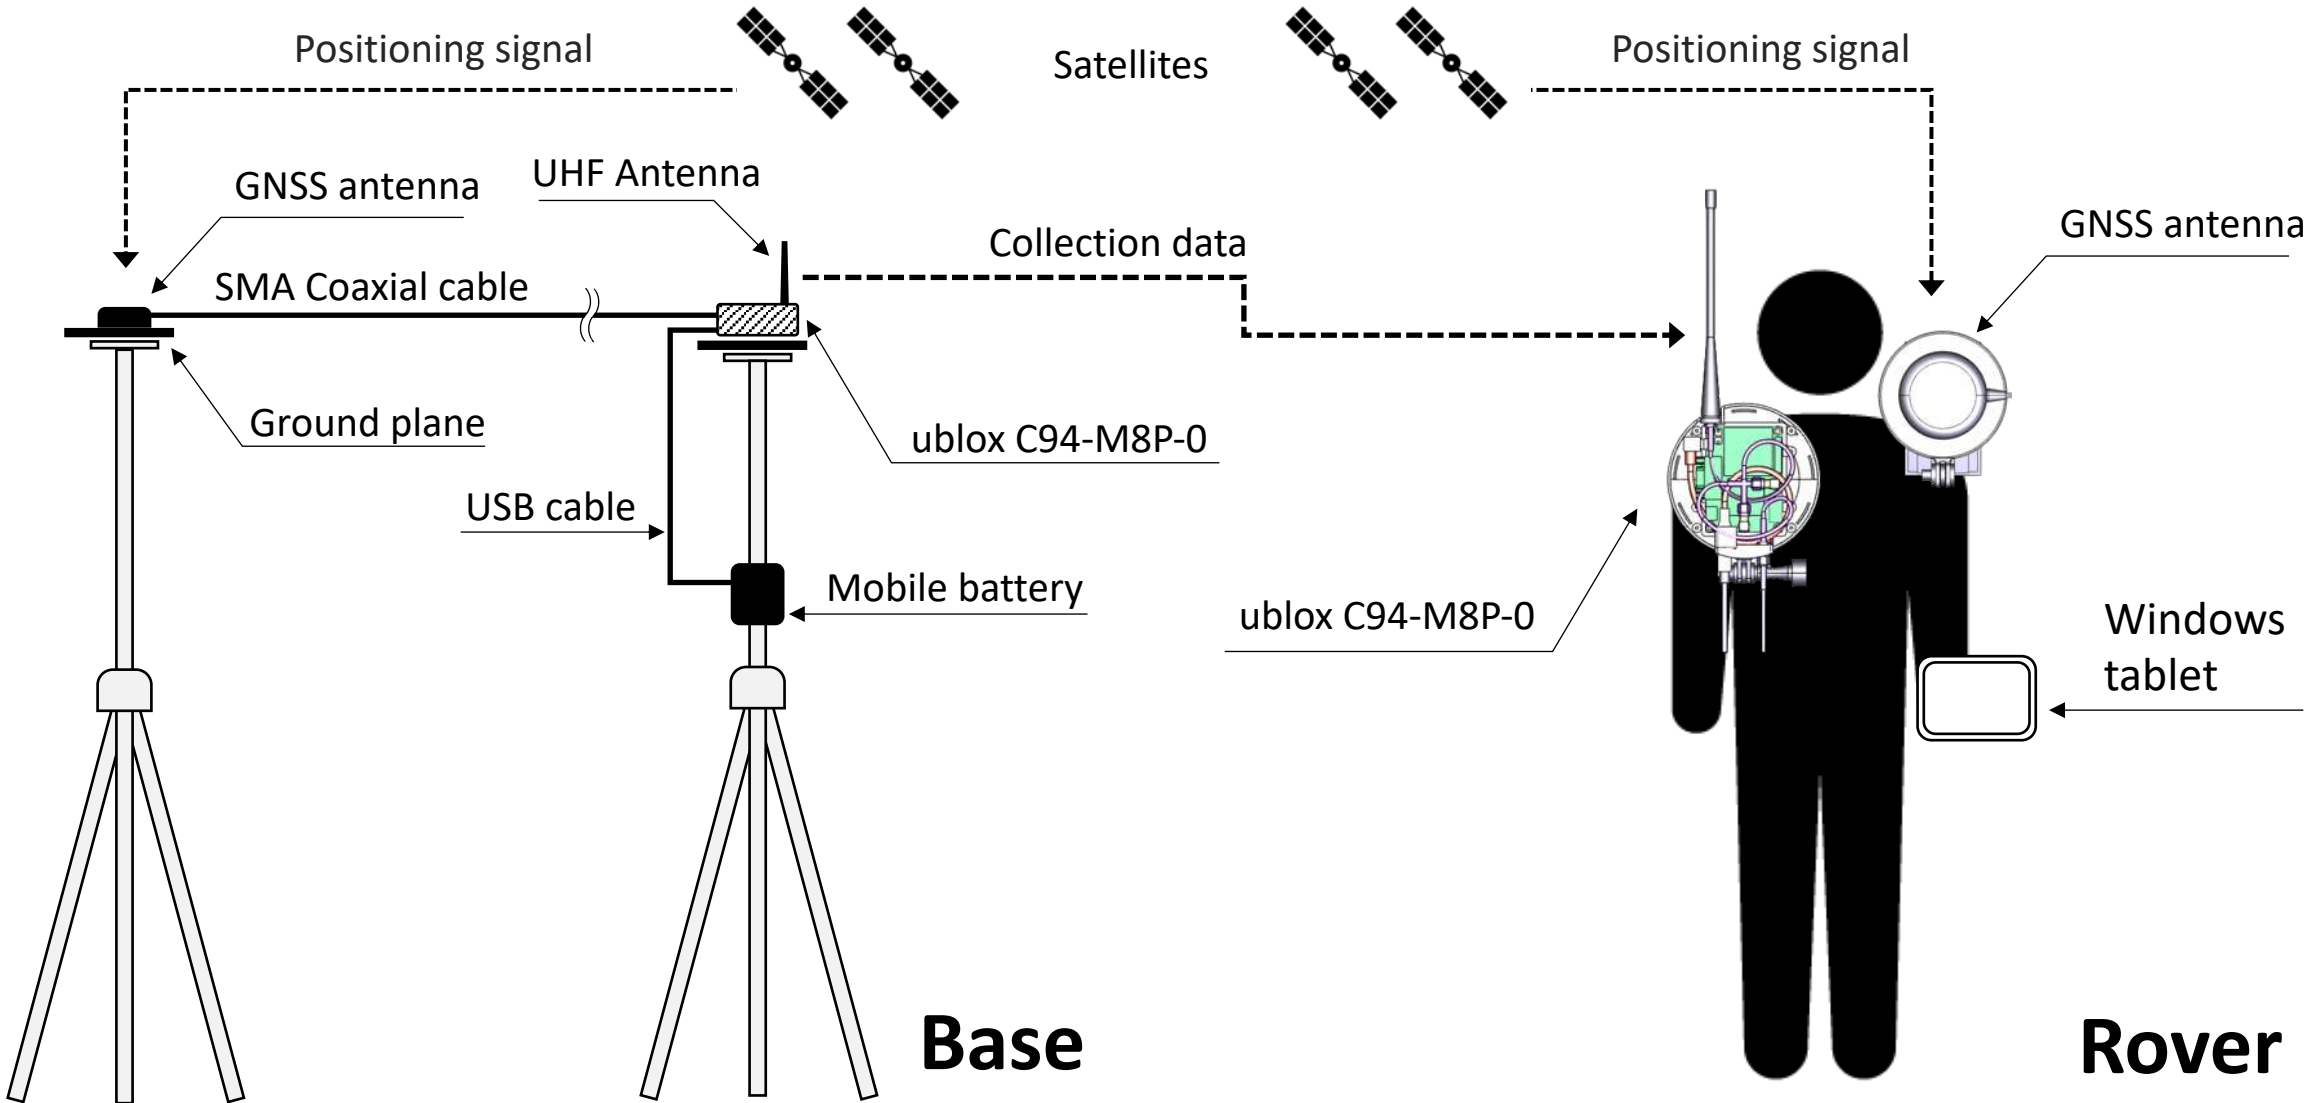 Positioning signal
Satellites
Positioning signal
GNSS antenna
UHF Antenna
GNSS antenna
Collection data
SMA Coaxial cable
Ground plane
ublox C94-M8P-0
USB cable
Mobile battery
ublox C94-M8P-0
Windows
tablet
Base
Rover